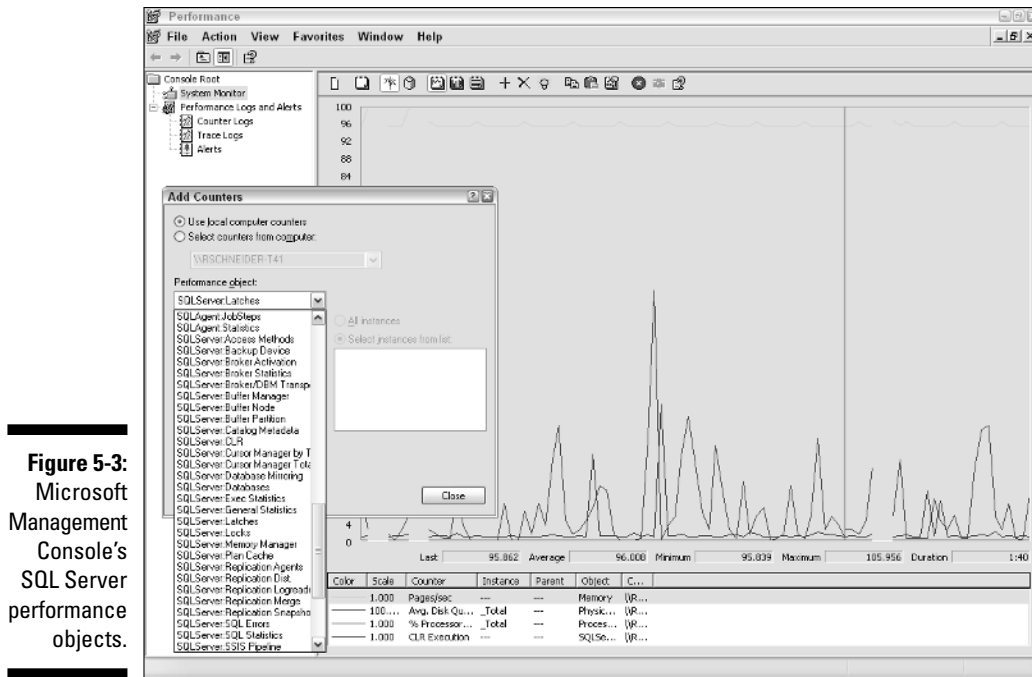 Performance
File Action View Favorites Window Help
Console Root
System Monitor
Performance Logs and Alerts
Counter Logs
Trace Logs
Alerts
100
96
92
88
84
Add Counters
Use local computer counters
Select counters from computer:
\\RSCHNEIDER-T41
Performance object:
SQLServer:Latches
SQLAgent:JobSteps
SQLAgent:Statistics
SQLServer:Access Methods
SQLServer:Backup Device
SQLServer:Broker Activation
SQLServer:Broker Statistics
SQLServer:Broker/DBM Transp
SQLServer:Buffer Manager
SQLServer:Buffer Node
SQLServer:Buffer Partition
SQLServer:Catalog Metadata
SQLServer:CLR
SQLServer:Cursor Manager by T
SQLServer:Cursor Manager Tota
SQLServer:Database Mirroring
SQLServer:Databases
SQLServer:Exec Statistics
SQLServer:General Statistics
SQLServer:Latches
SQLServer:Locks
SQLServer:Memory Manager
SQLServer:Plan Cache
SQLServer:Replication Agents
SQLServer:Replication Dist.
SQLServer:Replication Logreade
SQLServer:Replication Merge
SQLServer:Replication Snapsho
SQLServer:SQL Errors
SQLServer:SQL Statistics
SQLServer:SSIS Pipeline
All instances
Select instances from list:
Close
4
0
Last 95.862 Average 96.008 Minimum 95.839 Maximum 105.956 Duration 1:40
Color Scale Counter Instance Parent Object C...
1.000 Pages/sec --- --- Memory \\R...
100.... Avg. Disk Qu... _Total --- Physic... \\R...
1.000 % Processor... _Total --- Proces... \\R...
1.000 CLR Execution --- --- SQLSe... \\R...
Figure 5-3:
Microsoft
Management
Console's
SQL Server
performance
objects.